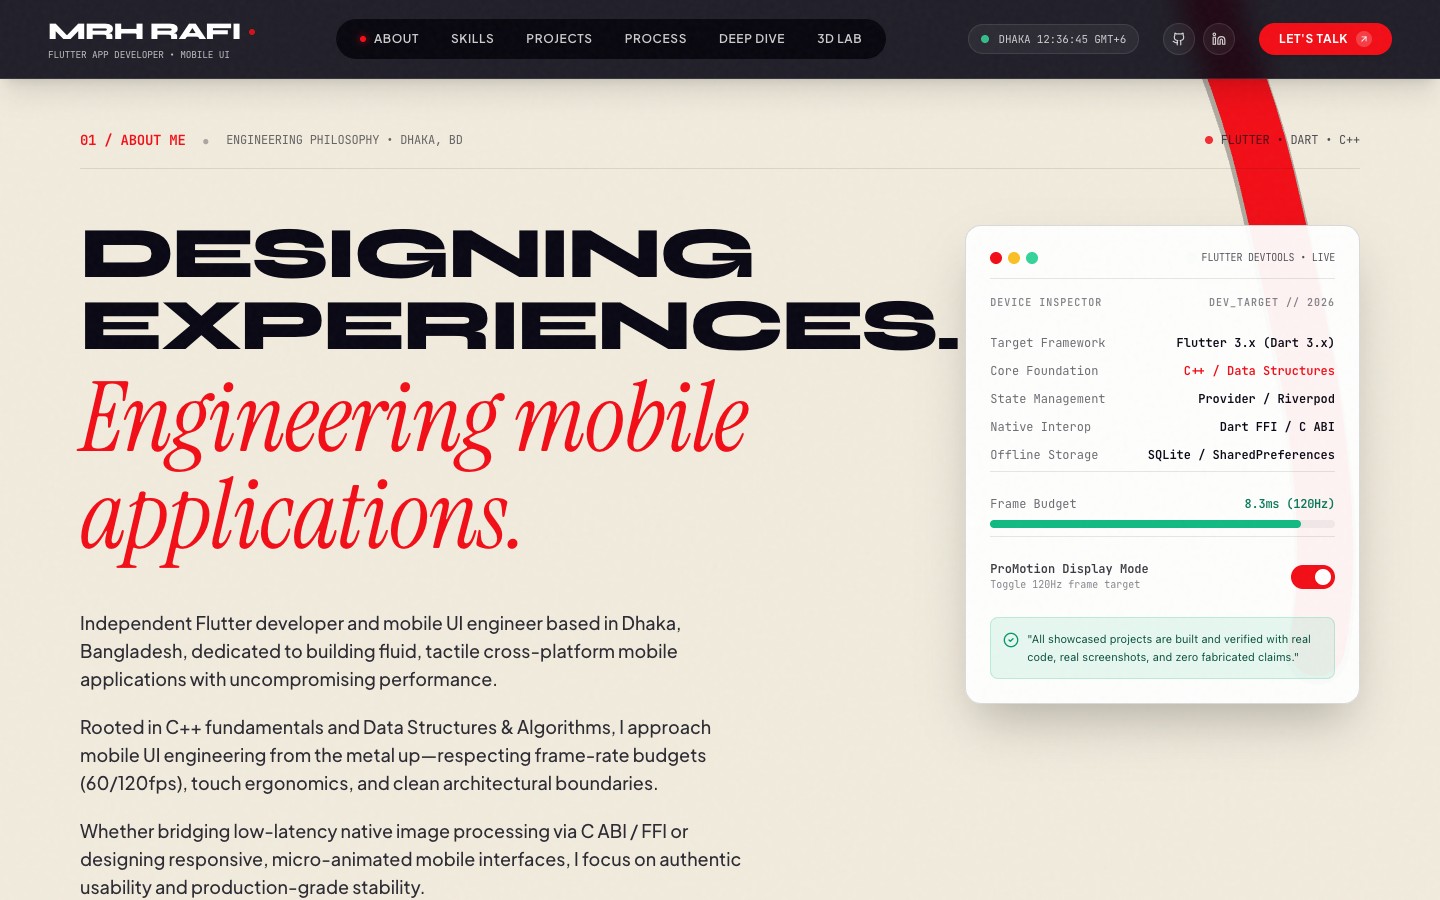 MRH RAFI
FLUTTER APP DEVELOPER • MOBILE UI
ABOUT
SKILLS
PROJECTS
PROCESS
DEEP DIVE
3D LAB
DHAKA 12:36:45 GMT+6
LET'S TALK
01 / ABOUT ME
ENGINEERING PHILOSOPHY • DHAKA, BD
FLUTTER • DART • C++
DESIGNING
EXPERIENCES.
Engineering mobile
applications.
Independent Flutter developer and mobile UI engineer based in Dhaka,
Bangladesh, dedicated to building fluid, tactile cross-platform mobile
applications with uncompromising performance.
Rooted in C++ fundamentals and Data Structures & Algorithms, I approach
mobile UI engineering from the metal up—respecting frame-rate budgets
(60/120fps), touch ergonomics, and clean architectural boundaries.
Whether bridging low-latency native image processing via C ABI / FFI or
designing responsive, micro-animated mobile interfaces, I focus on authentic
usability and production-grade stability.
FLUTTER DEVTOOLS • LIVE
DEVICE INSPECTOR
DEV_TARGET // 2026
Target Framework
Flutter 3.x (Dart 3.x)
Core Foundation
C++ / Data Structures
State Management
Provider / Riverpod
Native Interop
Dart FFI / C ABI
Offline Storage
SQLite / SharedPreferences
Frame Budget
8.3ms (120Hz)
ProMotion Display Mode
Toggle 120Hz frame target
"All showcased projects are built and verified with real
code, real screenshots, and zero fabricated claims."